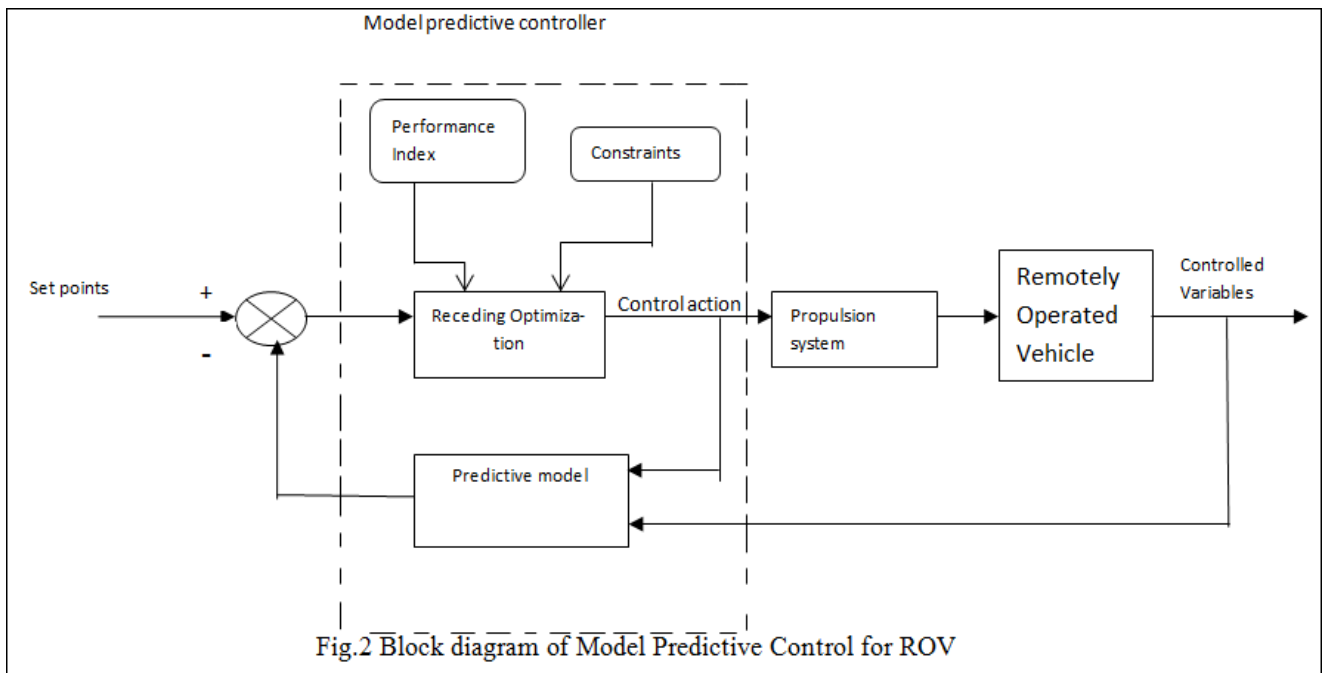 Model predictive controller
Performance
Index
Constraints
Set points
+
-
Receding Optimiza-
tion
Control action
Propulsion
system
Remotely
Operated
Vehicle
Controlled
Variables
Predictive model
Fig.2 Block diagram of Model Predictive Control for ROV